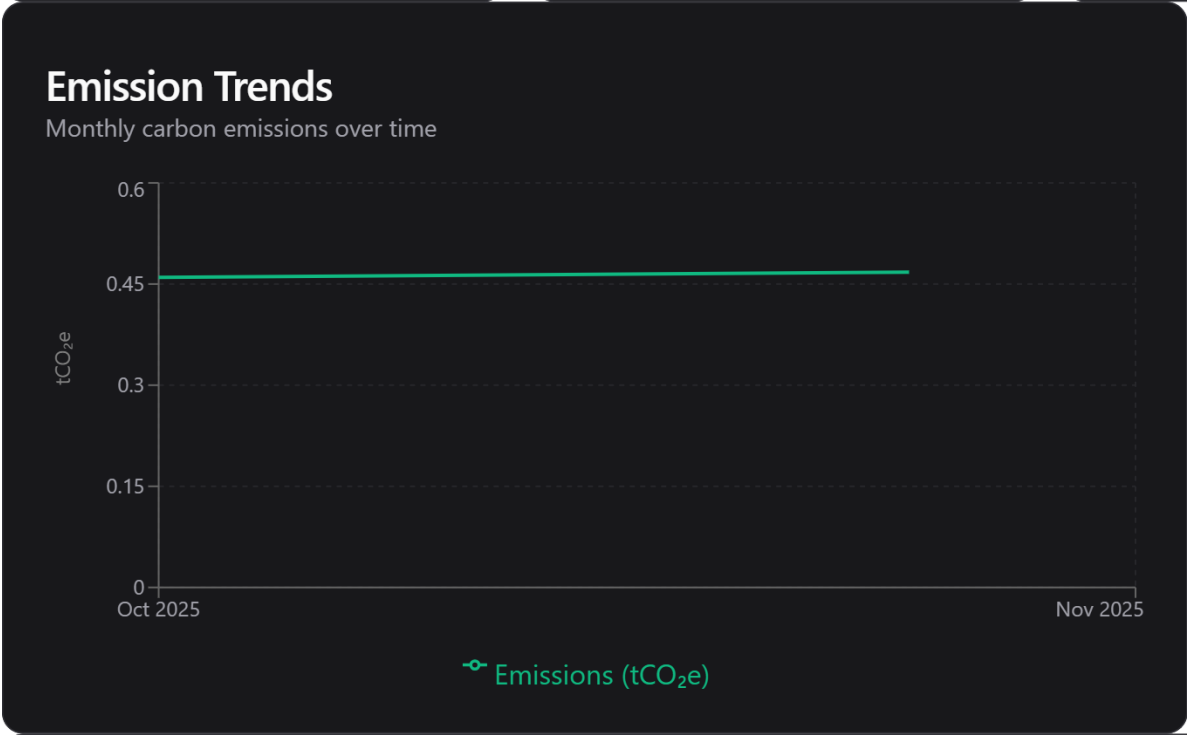 Emission Trends
Monthly carbon emissions over time
0.6
0.45
0.3
0.15
0
tCO₂e
Oct 2025
Nov 2025
Emissions (tCO₂e)